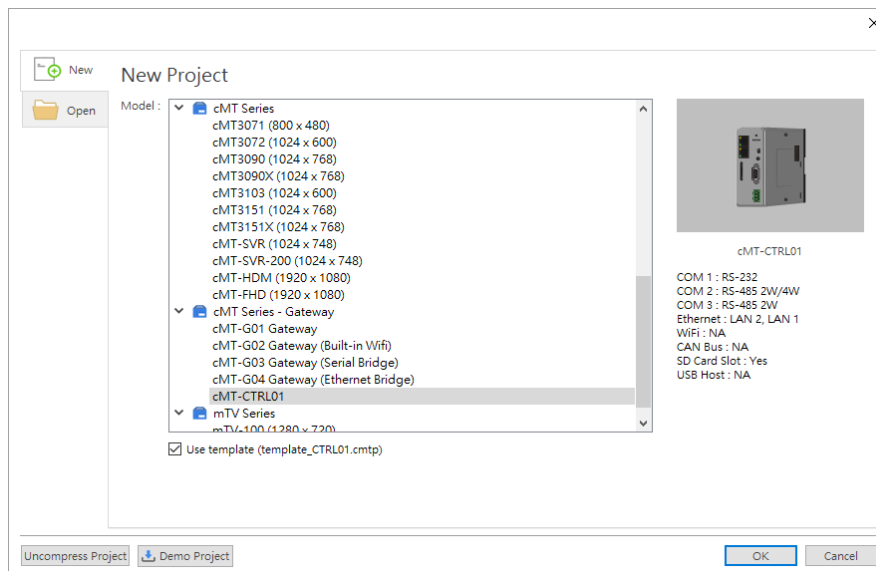 New
Open
New Project
Model :
cMT Series
cMT3071 (800 x 480)
cMT3072 (1024 x 600)
cMT3090 (1024 x 768)
cMT3090X (1024 x 768)
cMT3103 (1024 x 600)
cMT3151 (1024 x 768)
cMT3151X (1024 x 768)
cMT-SVR (1024 x 748)
cMT-SVR-200 (1024 x 748)
cMT-HDM (1920 x 1080)
cMT-FHD (1920 x 1080)
cMT Series - Gateway
cMT-G01 Gateway
cMT-G02 Gateway (Built-in Wifi)
cMT-G03 Gateway (Serial Bridge)
cMT-G04 Gateway (Ethernet Bridge)
cMT-CTRL01
mTV Series
mTV-100 (1280 x 720)
Use template (template_CTRL01.cmtp)
cMT-CTRL01
COM 1 : RS-232
COM 2 : RS-485 2W/4W
COM 3 : RS-485 2W
Ethernet : LAN 2, LAN 1
WiFi : NA
CAN Bus : NA
SD Card Slot : Yes
USB Host : NA
Uncompress Project
Demo Project
OK
Cancel